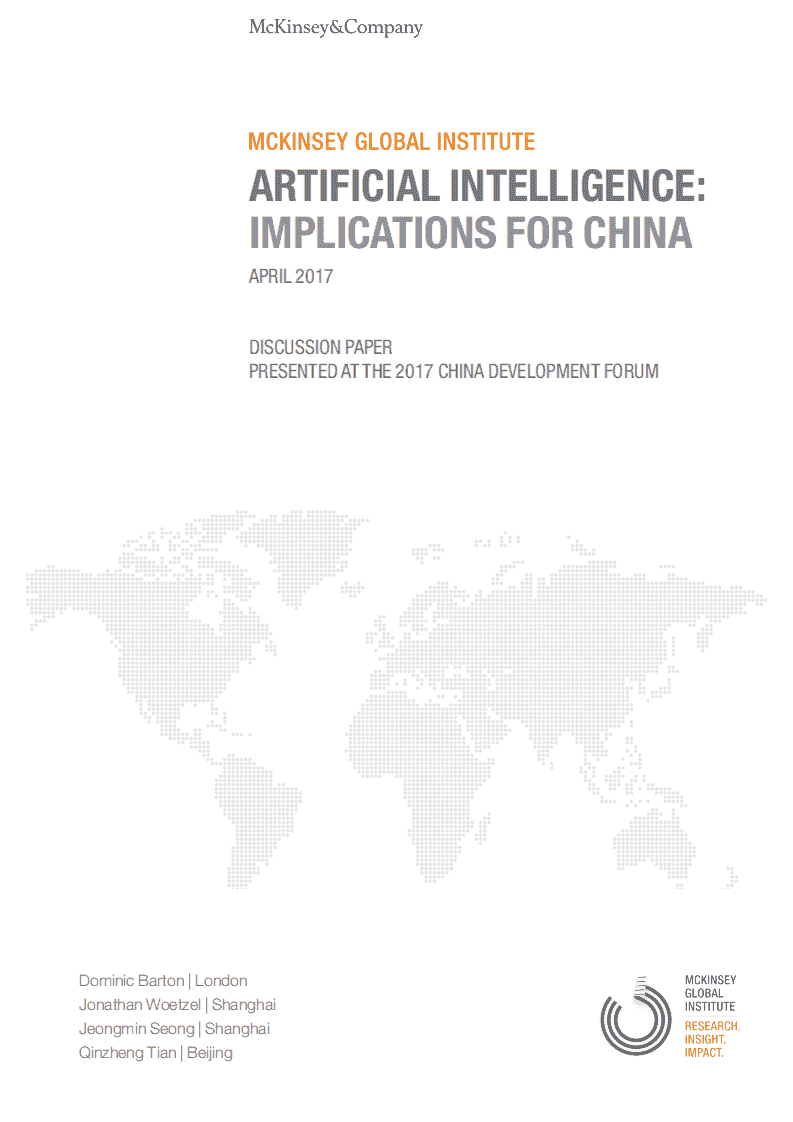 McKinsey&Company
MCKINSEY GLOBAL INSTITUTE
ARTIFICIAL INTELLIGENCE:
IMPLICATIONS FOR CHINA
APRIL 2017
DISCUSSION PAPER
PRESENTED AT THE 2017 CHINA DEVELOPMENT FORUM
Dominic Barton | London
Jonathan Woetzel | Shanghai
Jeongmin Seong | Shanghai
Qinzheng Tian | Beijing
MCKINSEY
GLOBAL
INSTITUTE
RESEARCH.
INSIGHT.
IMPACT.